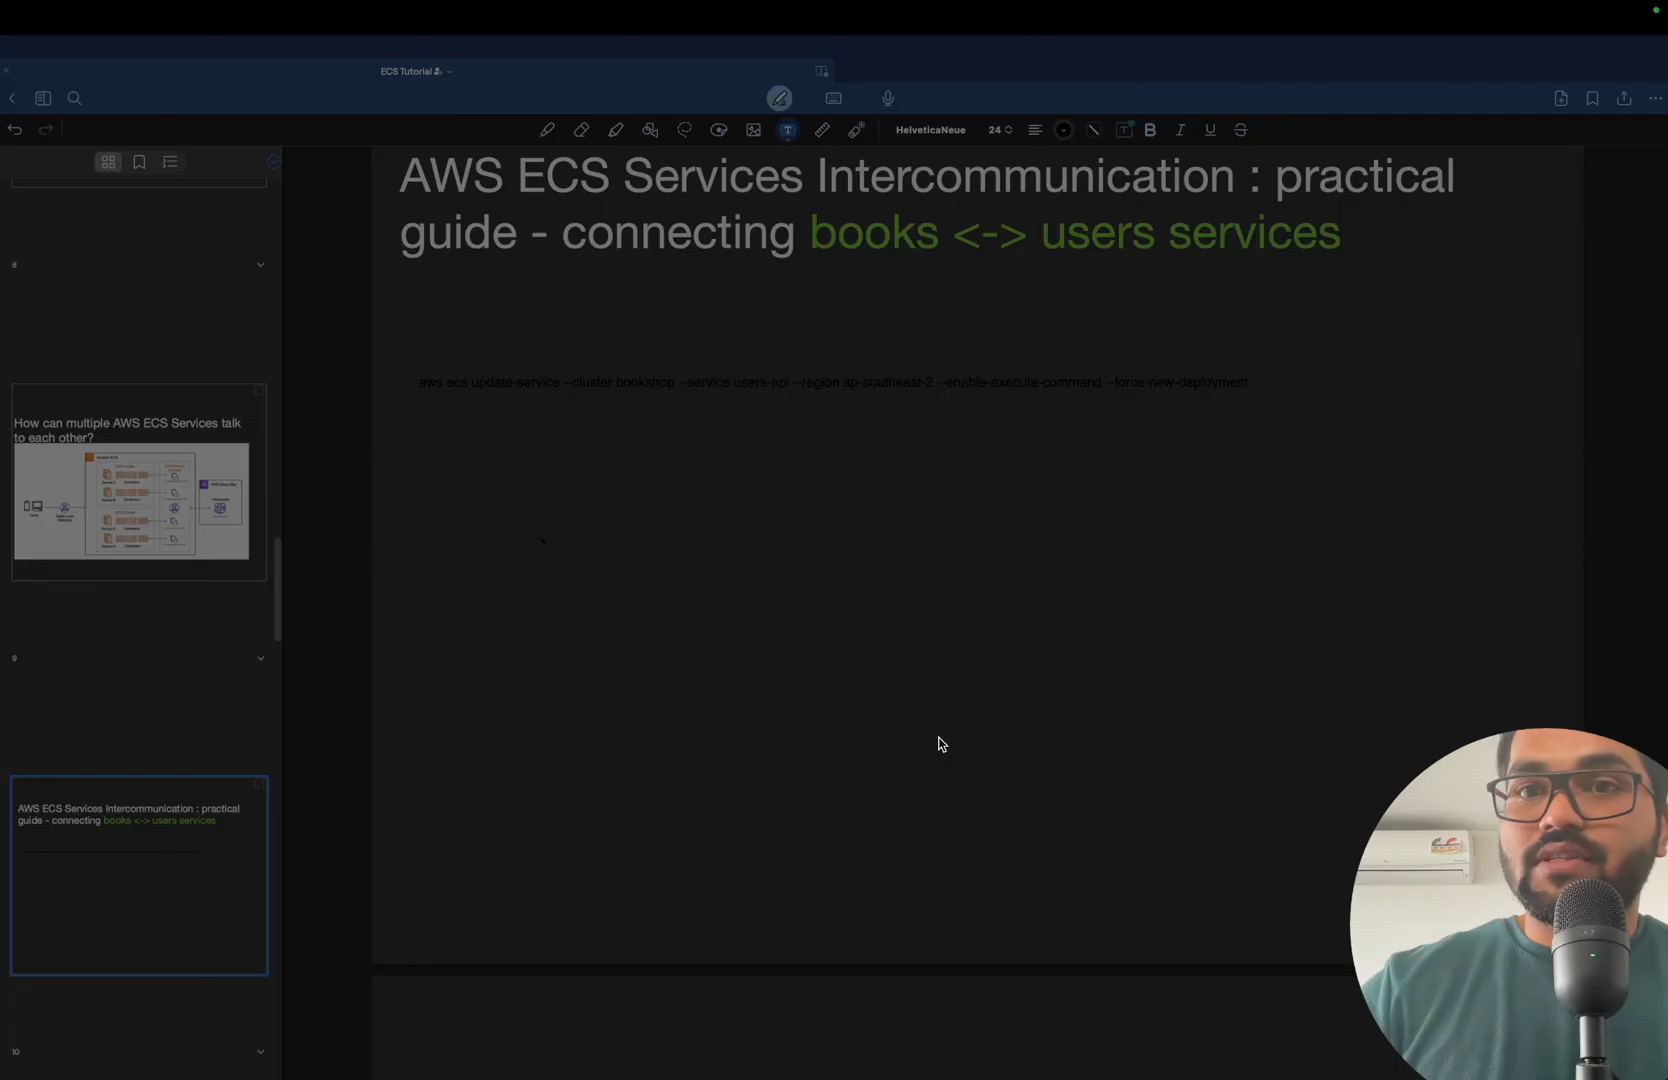 ECS Tutorial
HelveticaNeue 24
AWS ECS Services Intercommunication : practical
guide - connecting books <-> users services
aws ecs update-service --cluster bookshop --service users-api --region ap-southeast-2 --enable-execute-command --force-new-deployment
8
How can multiple AWS ECS Services talk
to each other?
9
AWS ECS Services Intercommunication : practical
guide - connecting books <-> users services
10